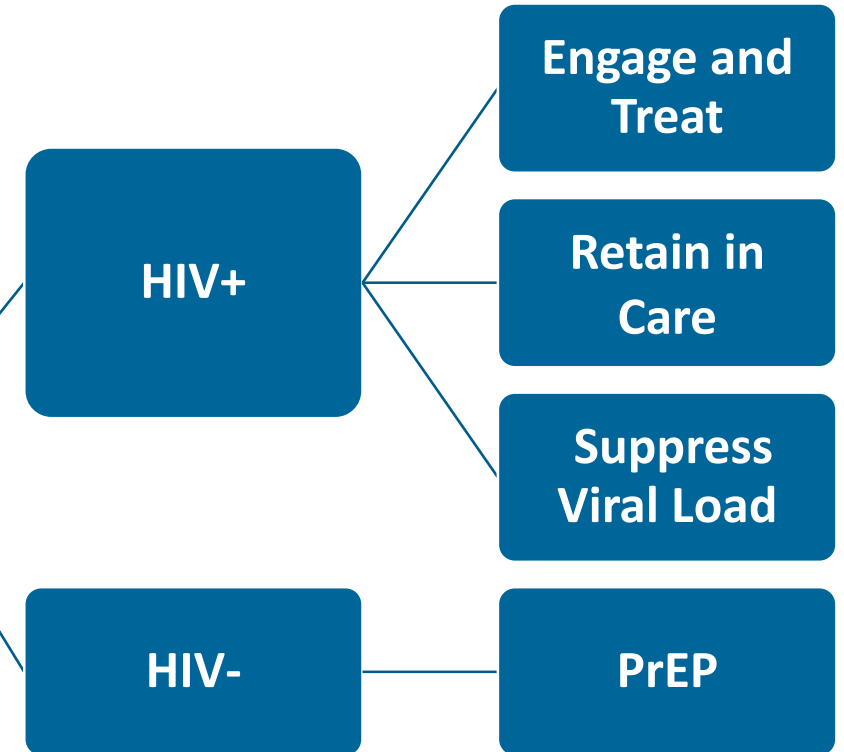 HIV+
Engage and
Treat
Retain in
Care
Suppress
Viral Load
HIV-
PrEP